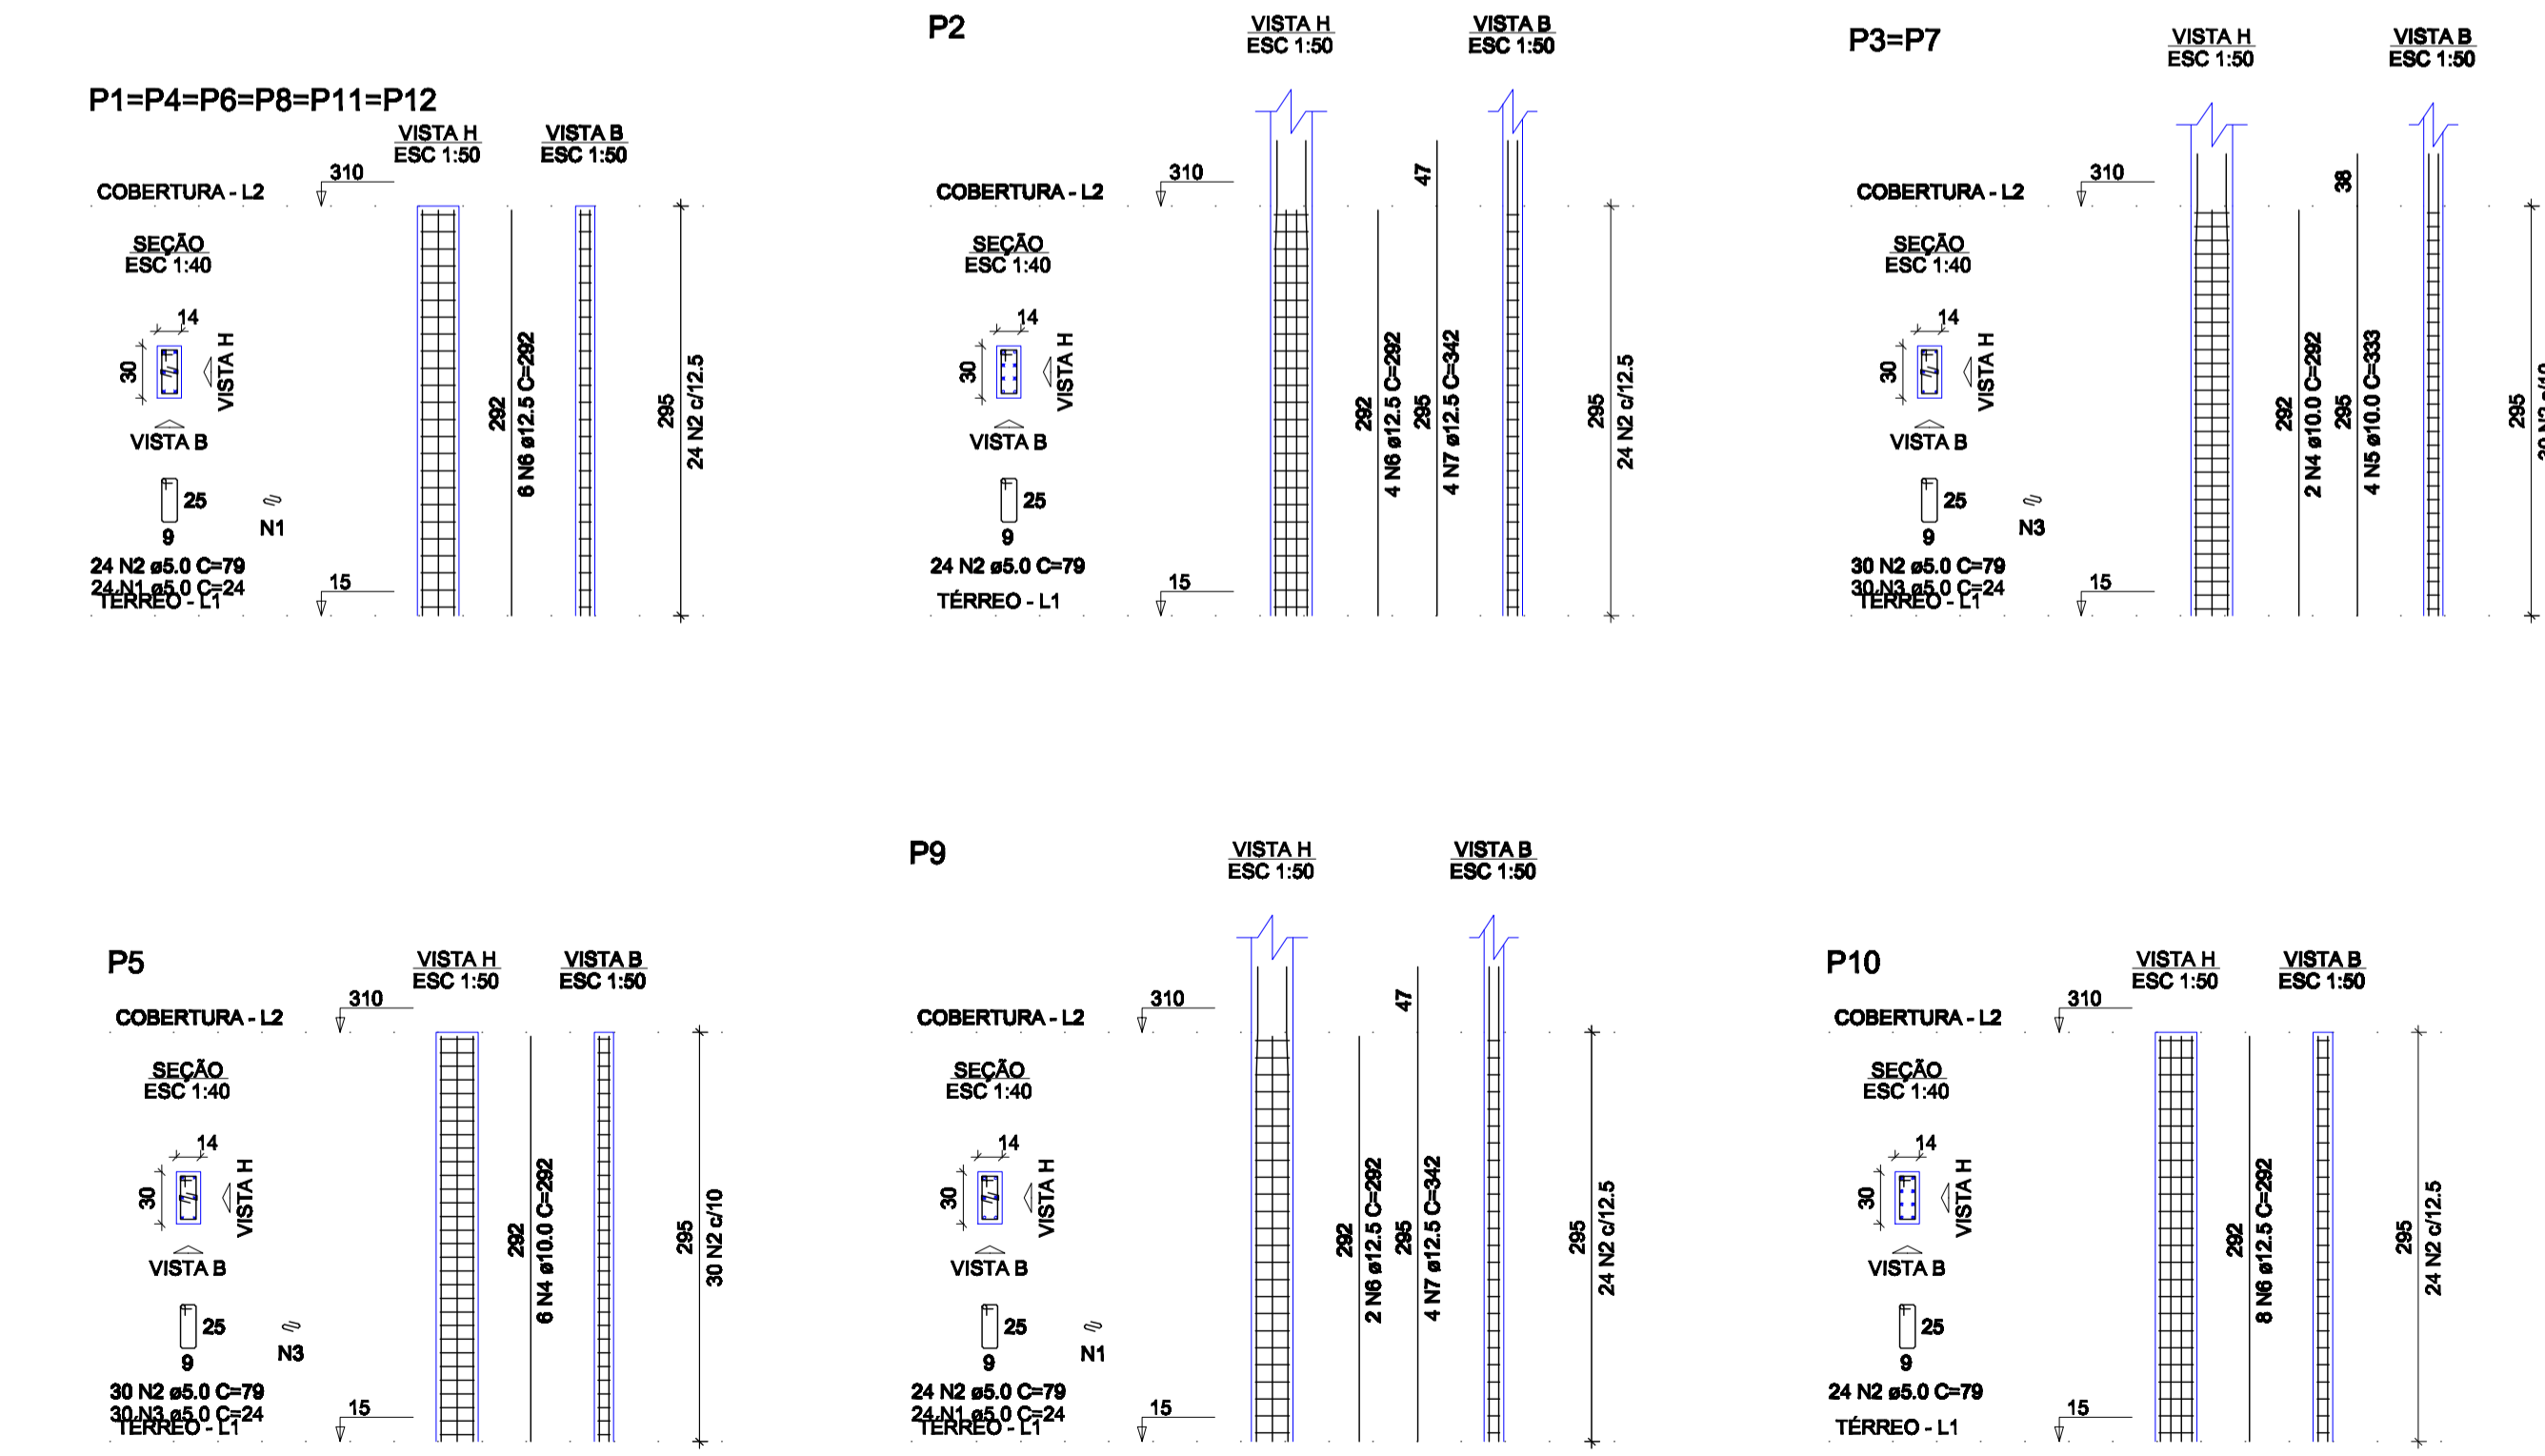 P1=P4=P6=P8=P11=P12
VISTA H
ESC 1:50
VISTA B
ESC 1:50
310
COBERTURA - L2
SEÇÃO
ESC 1:40
14
30
VISTA H
VISTA B
25
9
N1
24 N2 ø5.0 C=79
24 N1 ø5.0 C=24
TÉRREO - L1
15
292
6 N6 ø12.5 C=292
295
24 N2 c/12.5
P2
VISTA H
ESC 1:50
VISTA B
ESC 1:50
310
COBERTURA - L2
SEÇÃO
ESC 1:40
14
30
VISTA H
VISTA B
25
9
24 N2 ø5.0 C=79
TÉRREO - L1
15
292
4 N6 ø12.5 C=292
47
295
4 N7 ø12.5 C=342
295
24 N2 c/12.5
P3=P7
VISTA H
ESC 1:50
VISTA B
ESC 1:50
310
COBERTURA - L2
SEÇÃO
ESC 1:40
14
30
VISTA H
VISTA B
25
9
N3
30 N2 ø5.0 C=79
30 N3 ø5.0 C=24
TÉRREO - L1
15
292
2 N4 ø10.0 C=292
38
295
4 N5 ø10.0 C=333
295
30 N2 c/10
P5
VISTA H
ESC 1:50
VISTA B
ESC 1:50
310
COBERTURA - L2
SEÇÃO
ESC 1:40
14
30
VISTA H
VISTA B
25
9
N3
30 N2 ø5.0 C=79
30 N3 ø5.0 C=24
TÉRREO - L1
15
292
6 N4 ø10.0 C=292
295
30 N2 c/10
P9
VISTA H
ESC 1:50
VISTA B
ESC 1:50
310
COBERTURA - L2
SEÇÃO
ESC 1:40
14
30
VISTA H
VISTA B
25
9
N1
24 N2 ø5.0 C=79
24 N1 ø5.0 C=24
TÉRREO - L1
15
292
2 N6 ø12.5 C=292
47
295
4 N7 ø12.5 C=342
295
24 N2 c/12.5
P10
VISTA H
ESC 1:50
VISTA B
ESC 1:50
310
COBERTURA - L2
SEÇÃO
ESC 1:40
14
30
VISTA H
VISTA B
25
9
24 N2 ø5.0 C=79
TÉRREO - L1
15
292
8 N6 ø12.5 C=292
295
24 N2 c/12.5